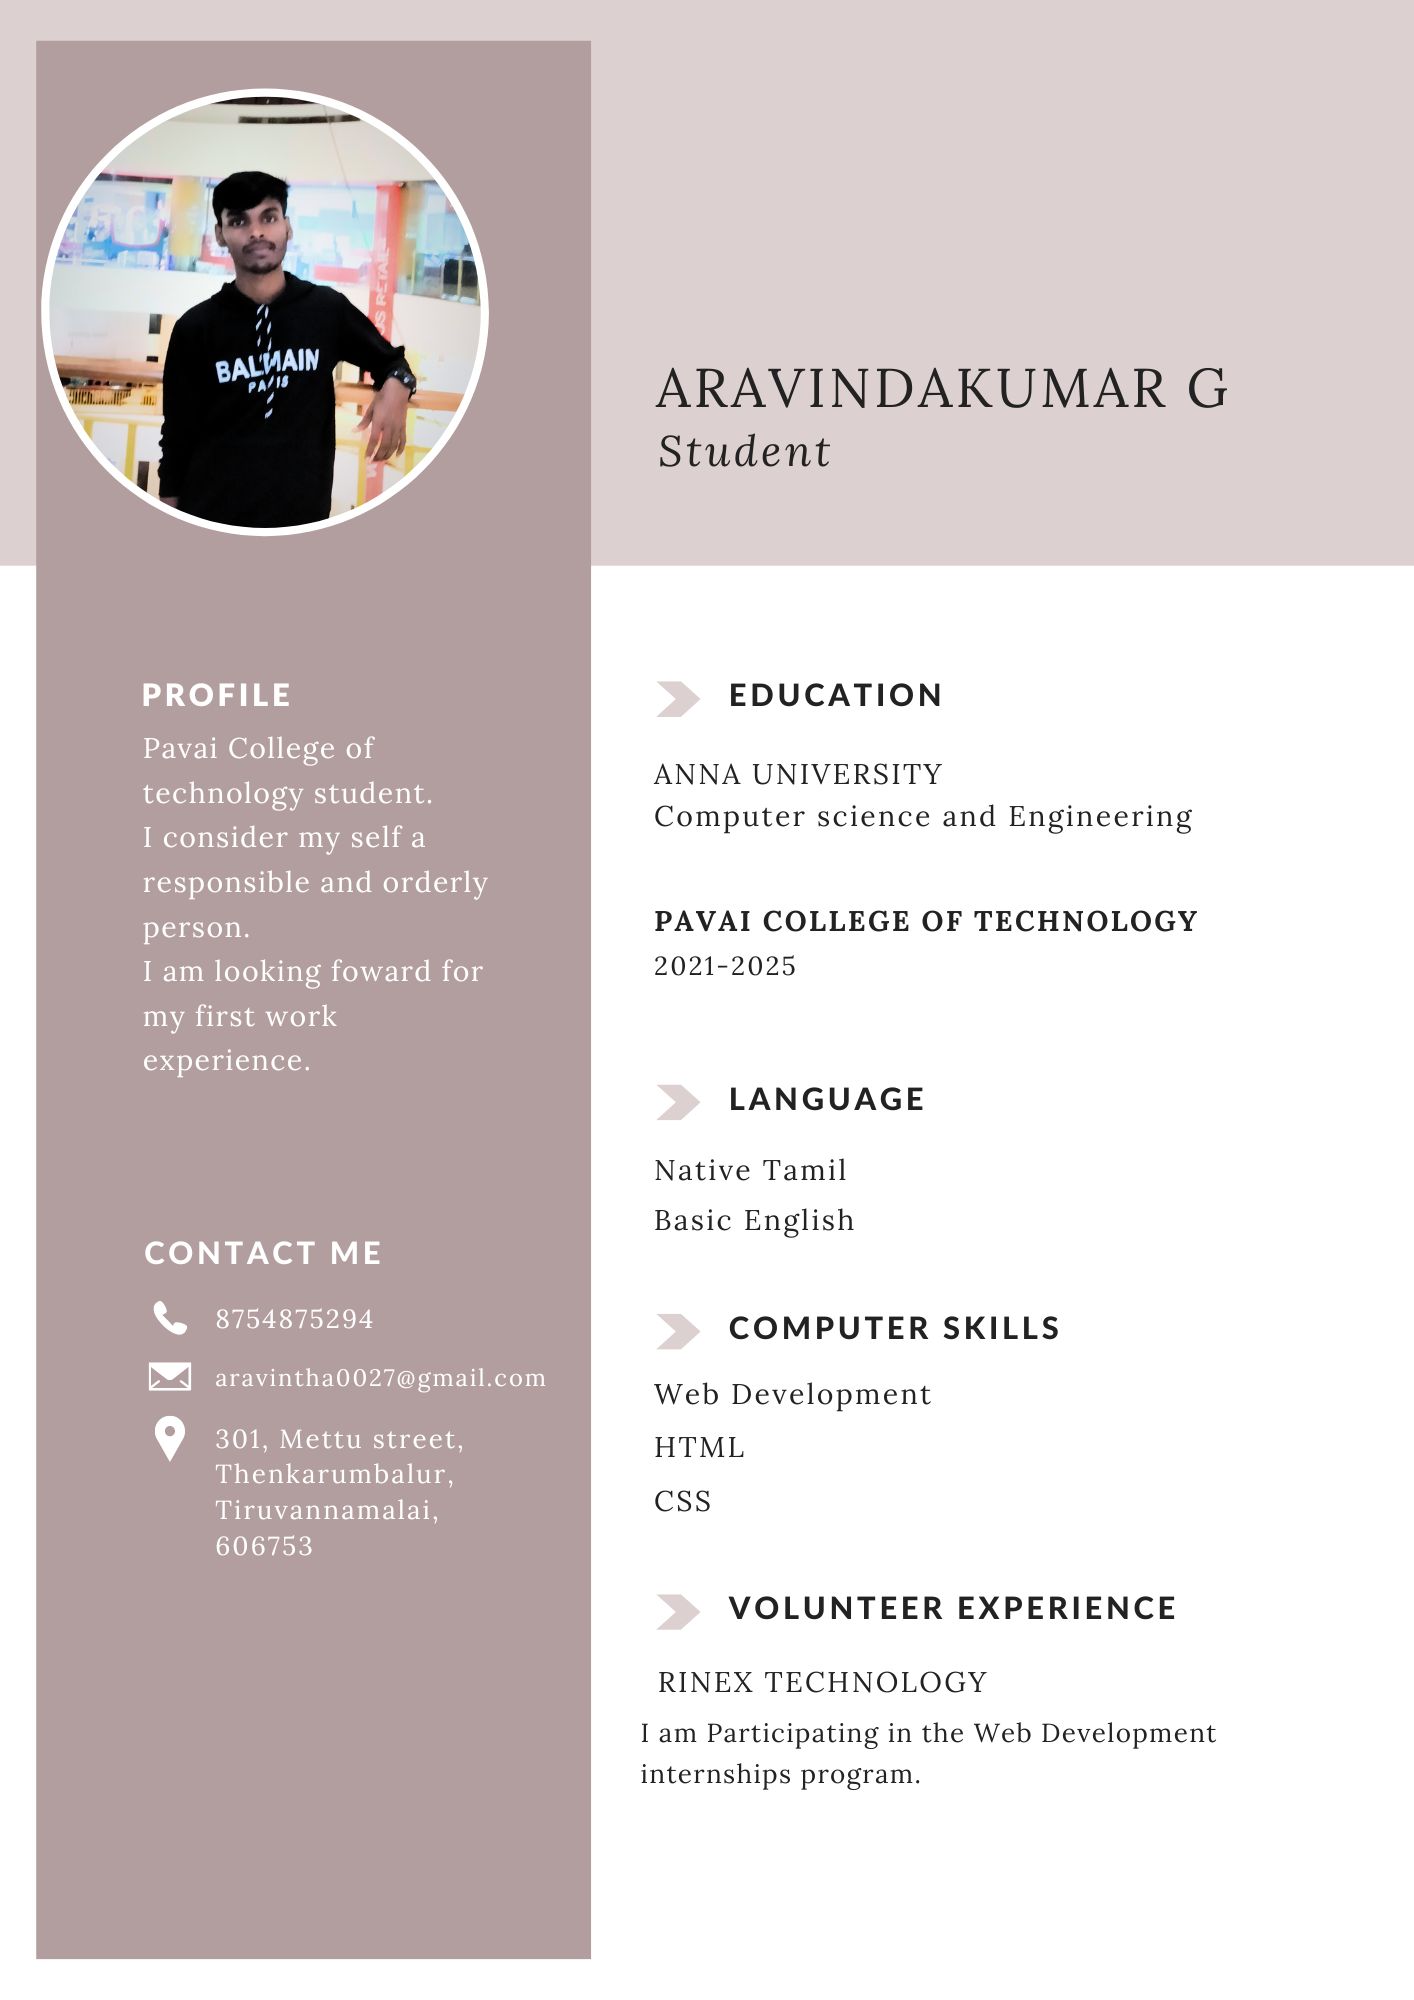 BALMAIN
PARIS
ARAVINDAKUMAR G
Student
PROFILE
Pavai College of
technology student.
I consider my self a
responsible and orderly
person.
I am looking foward for
my first work
experience.
CONTACT ME
8754875294
aravintha0027@gmail.com
301, Mettu street,
Thenkarumbalur,
Tiruvannamalai,
606753
EDUCATION
ANNA UNIVERSITY
Computer science and Engineering
PAVAI COLLEGE OF TECHNOLOGY
2021-2025
LANGUAGE
Native Tamil
Basic English
COMPUTER SKILLS
Web Development
HTML
CSS
VOLUNTEER EXPERIENCE
RINEX TECHNOLOGY
I am Participating in the Web Development
internships program.